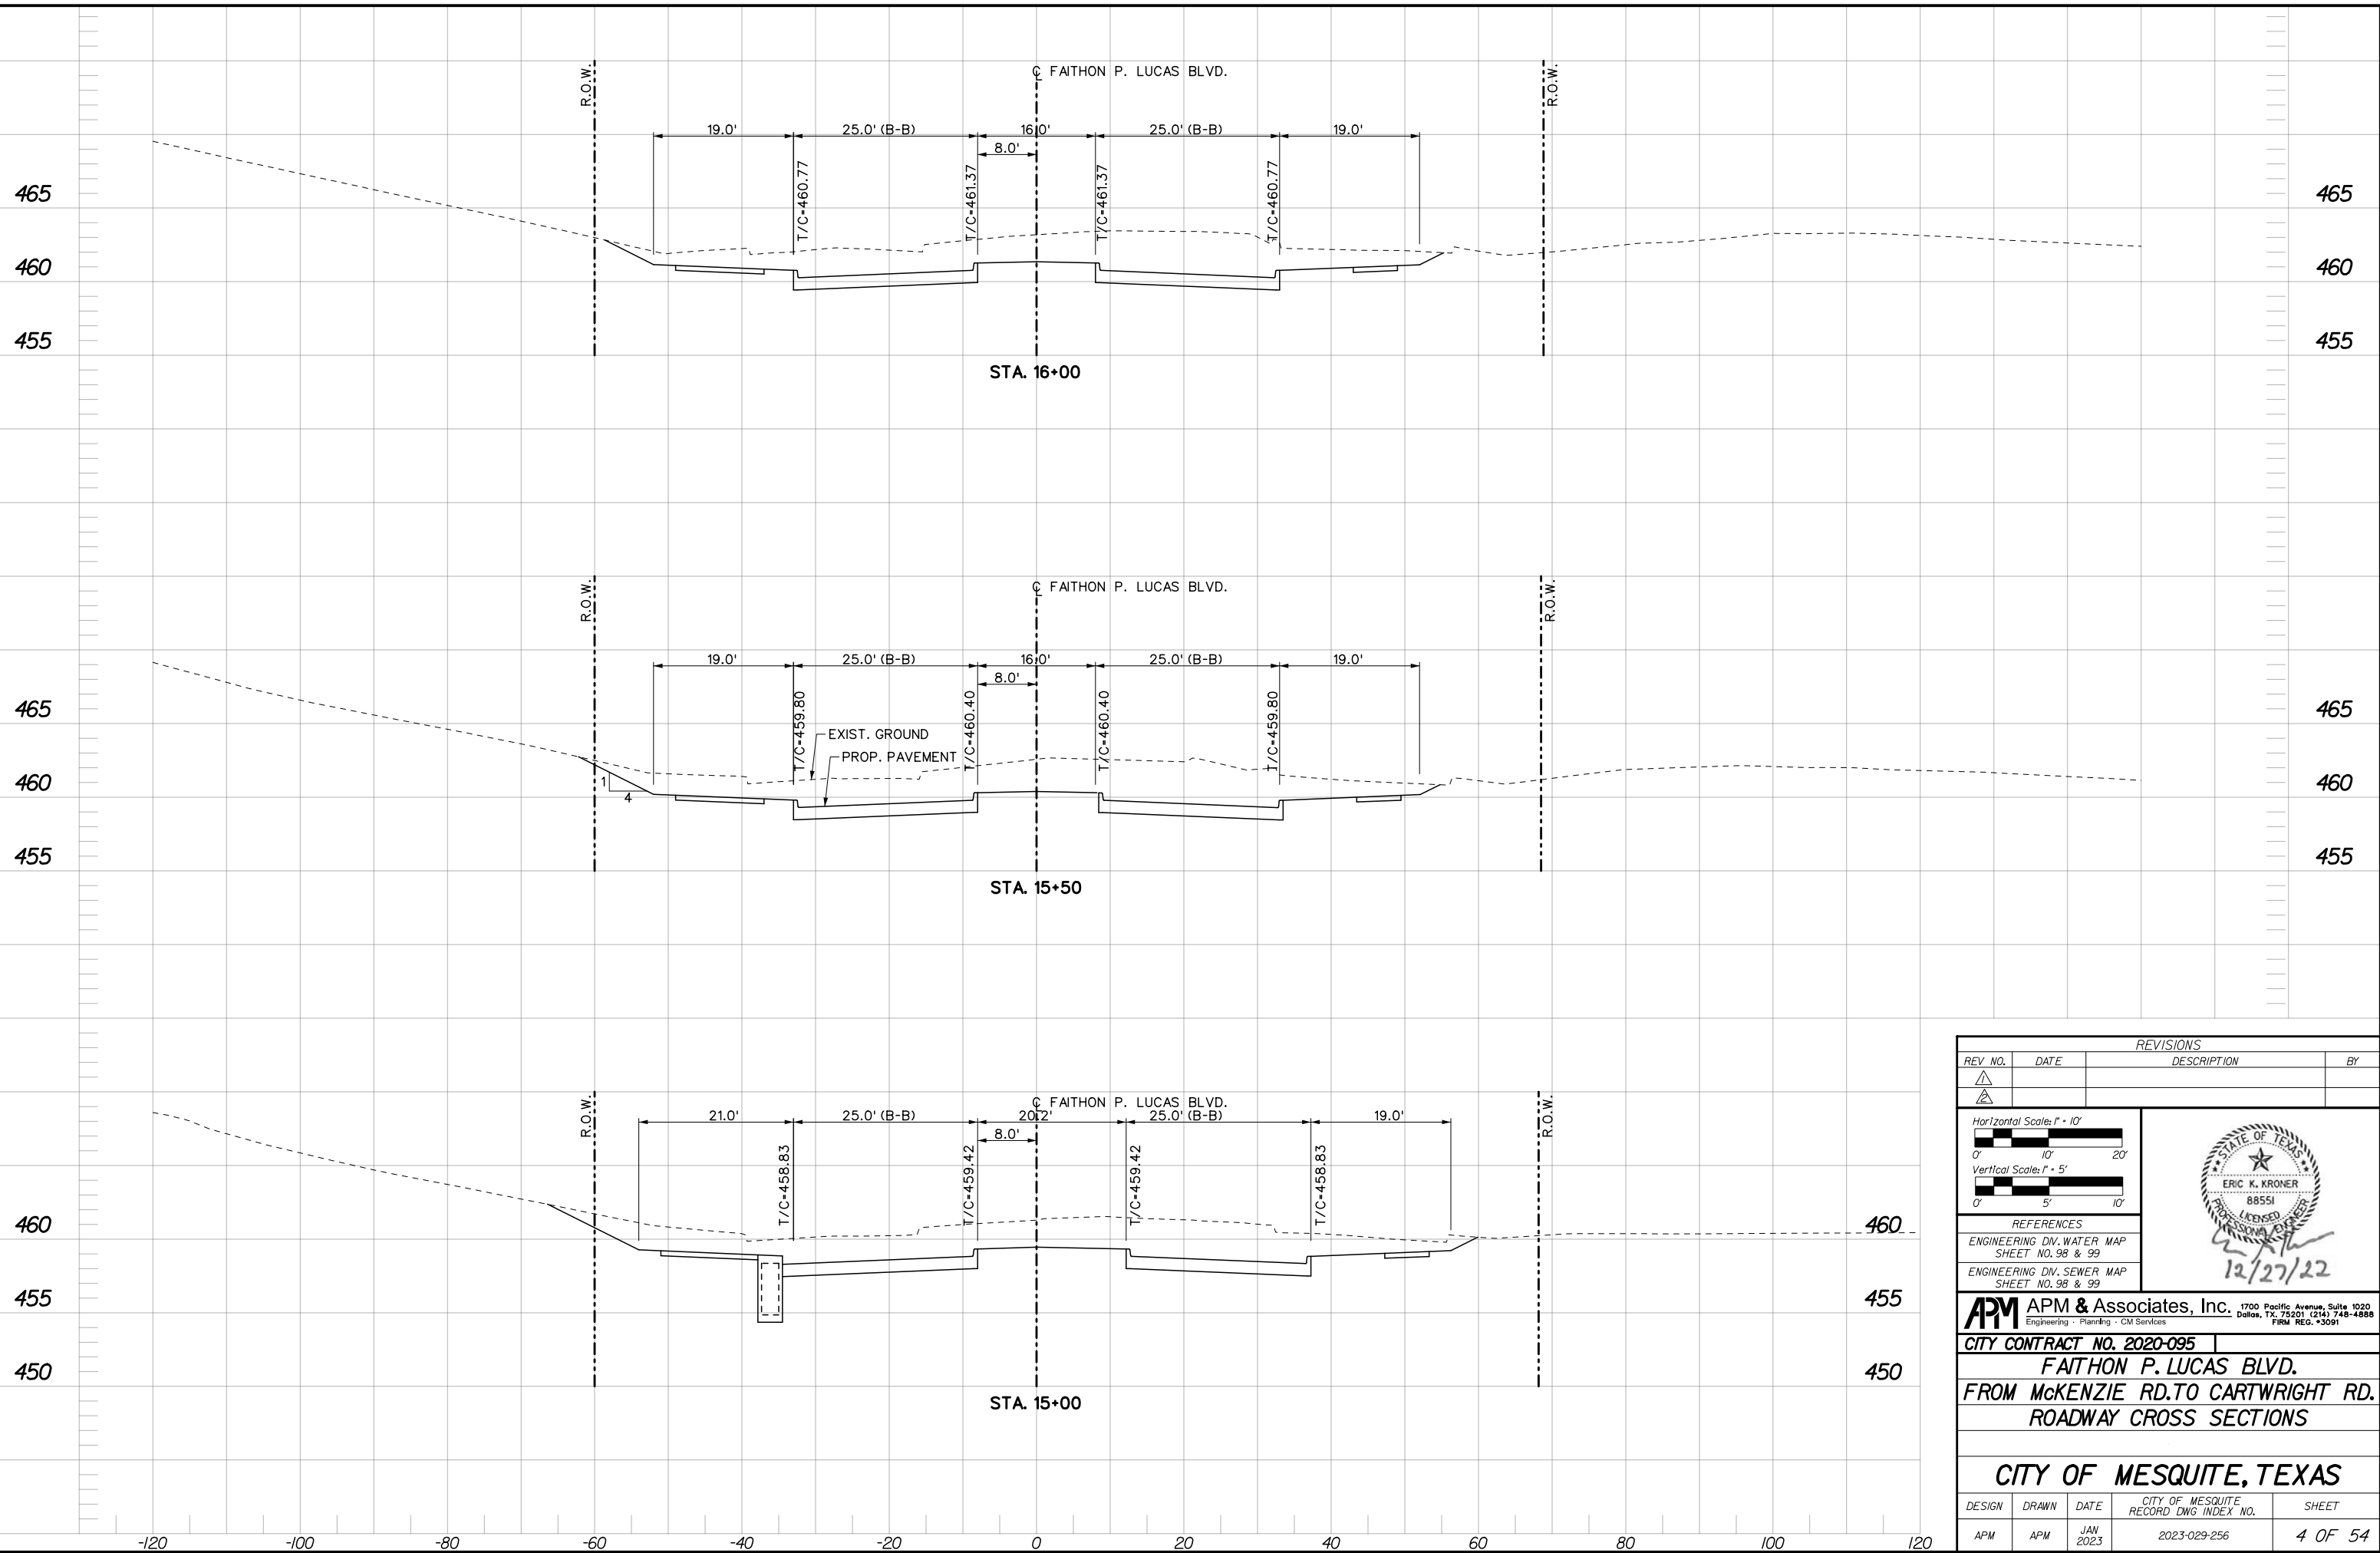 R.O.W.
℄ FAITHON P. LUCAS BLVD.
R.O.W.
19.0' 25.0' (B-B) 16.0' 25.0' (B-B) 19.0'
8.0'
T/C=460.77
T/C=461.37
T/C=461.37
T/C=460.77
465 465
460 460
455 455
STA. 16+00
R.O.W.
℄ FAITHON P. LUCAS BLVD.
R.O.W.
19.0' 25.0' (B-B) 16.0' 25.0' (B-B) 19.0'
8.0'
T/C=459.80
T/C=460.40
T/C=460.40
T/C=459.80
EXIST. GROUND
PROP. PAVEMENT
1
4
465 465
460 460
455 455
STA. 15+50
R.O.W.
℄ FAITHON P. LUCAS BLVD.
R.O.W.
21.0' 25.0' (B-B) 20.2' 25.0' (B-B) 19.0'
8.0'
T/C=458.83
T/C=459.42
T/C=459.42
T/C=458.83
460 460
455 455
450 450
STA. 15+00
-120 -100 -80 -60 -40 -20 0 20 40 60 80 100 120
REVISIONS
REV NO. DATE DESCRIPTION BY
1
2
Horizontal Scale: 1" = 10'
0' 10' 20'
Vertical Scale: 1" = 5'
0' 5' 10'
STATE OF TEXAS
ERIC K. KRONER
88551
LICENSED
PROFESSIONAL ENGINEER
12/27/22
REFERENCES
ENGINEERING DIV. WATER MAP
SHEET NO. 98 & 99
ENGINEERING DIV. SEWER MAP
SHEET NO. 98 & 99
APM APM & Associates, Inc.
Engineering - Planning - CM Services
1700 Pacific Avenue, Suite 1020
Dallas, TX. 75201 (214) 748-4888
FIRM REG. #3091
CITY CONTRACT NO. 2020-095
FAITHON P. LUCAS BLVD.
FROM McKENZIE RD. TO CARTWRIGHT RD.
ROADWAY CROSS SECTIONS
CITY OF MESQUITE, TEXAS
DESIGN DRAWN DATE CITY OF MESQUITE RECORD DWG INDEX NO. SHEET
APM APM JAN 2023 2023-029-256 4 OF 54